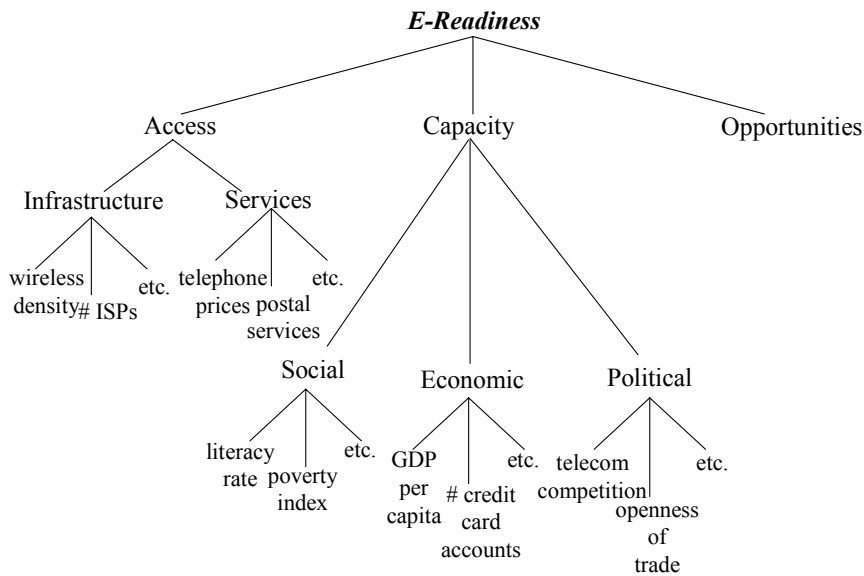 E-Readiness
Access
Capacity
Opportunities
Infrastructure
Services
wireless
density
# ISPs
etc.
telephone
prices
postal
services
etc.
Social
Economic
Political
literacy
rate
poverty
index
etc.
GDP
per
capita
# credit
card
accounts
etc.
telecom
competition
openness
of
trade
etc.